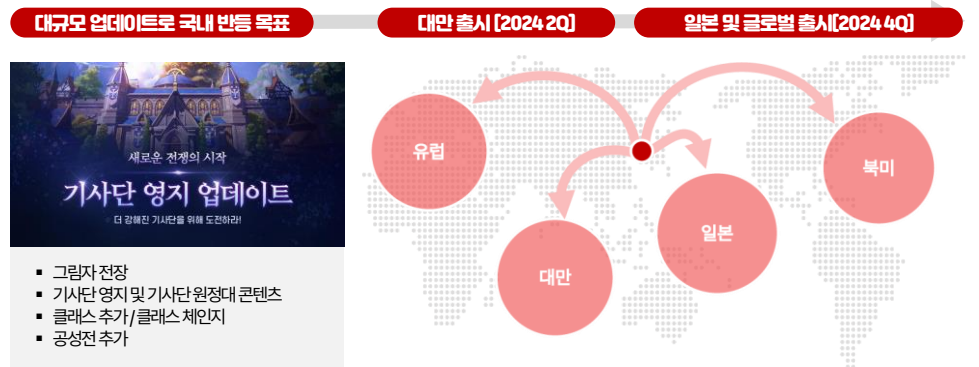 대규모 업데이트로 국내 반등 목표
대만 출시 [2024 2Q]
일본 및 글로벌 출시[2024 4Q]
새로운 전쟁의 시작
기사단 영지 업데이트
더 강해진 기사단을 위해 도전하라!
▪ 그림자 전장
▪ 기사단 영지 및 기사단 원정대 콘텐츠
▪ 클래스 추가 / 클래스 체인지
▪ 공성전 추가
유럽
대만
일본
북미